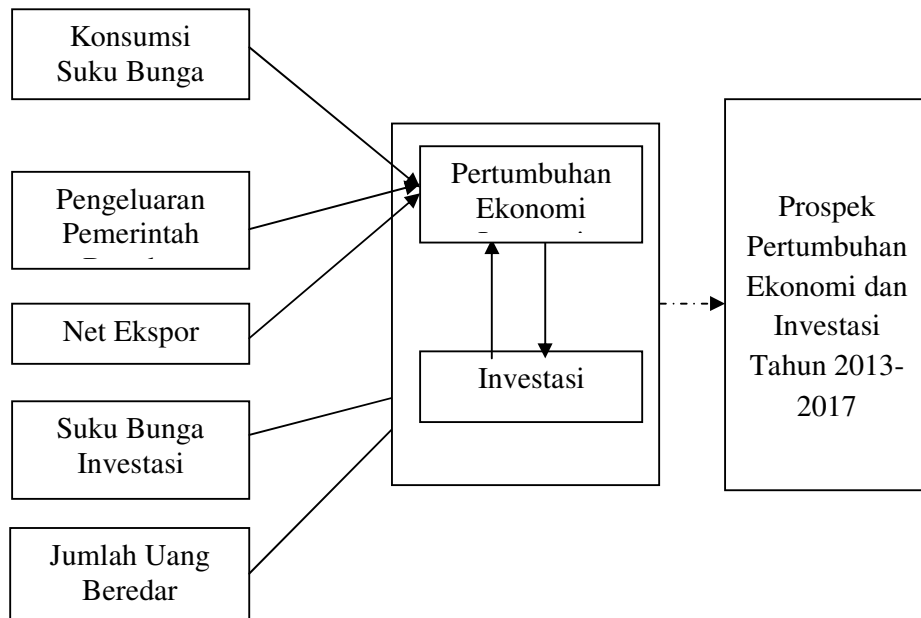 Konsumsi
Suku Bunga
Pengeluaran
Pemerintah
Net Ekspor
Suku Bunga
Investasi
Jumlah Uang
Beredar
Pertumbuhan
Ekonomi
Investasi
Prospek
Pertumbuhan
Ekonomi dan
Investasi
Tahun 2013-
2017